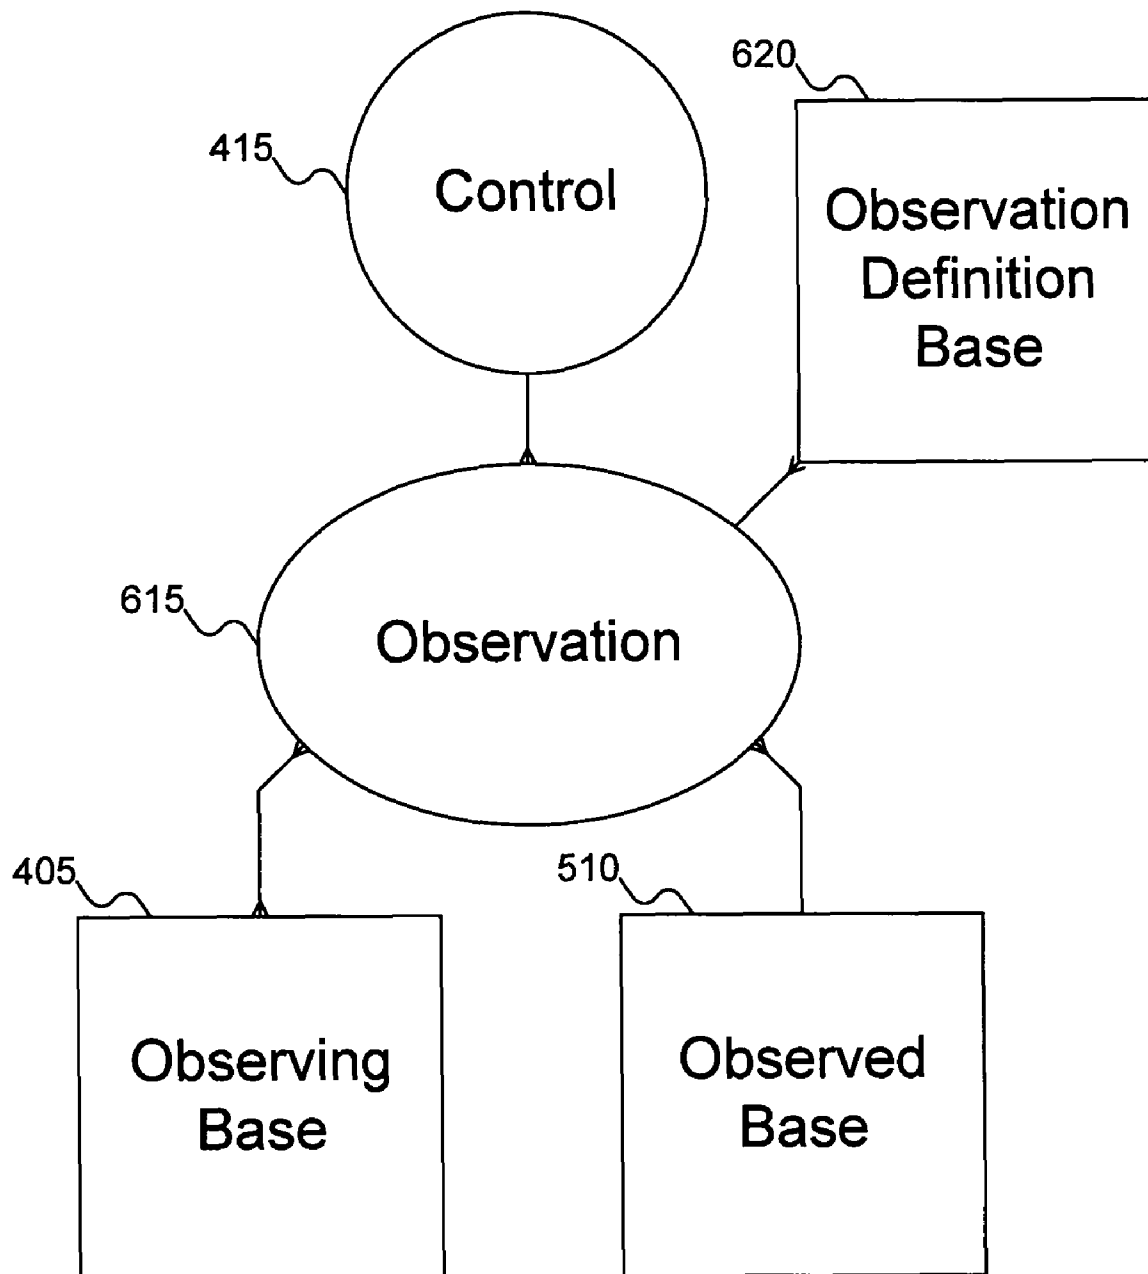 620
415
Control
Observation
Definition
Base
615
Observation
405
510
Observing
Base
Observed
Base